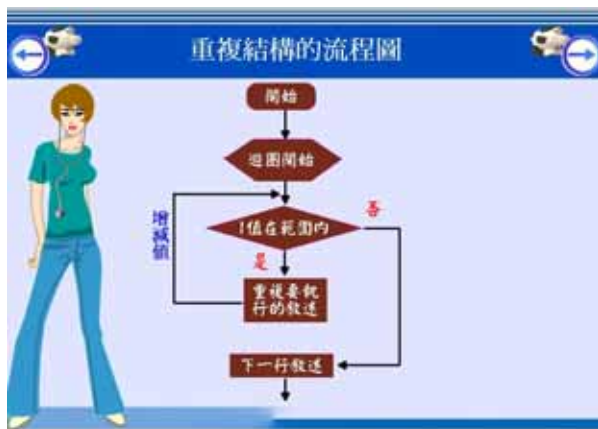 重複結構的流程圖
開始
迴圈開始
I值在範圍內
否
增減值
是
重複要執
行的敘述
下一行敘述